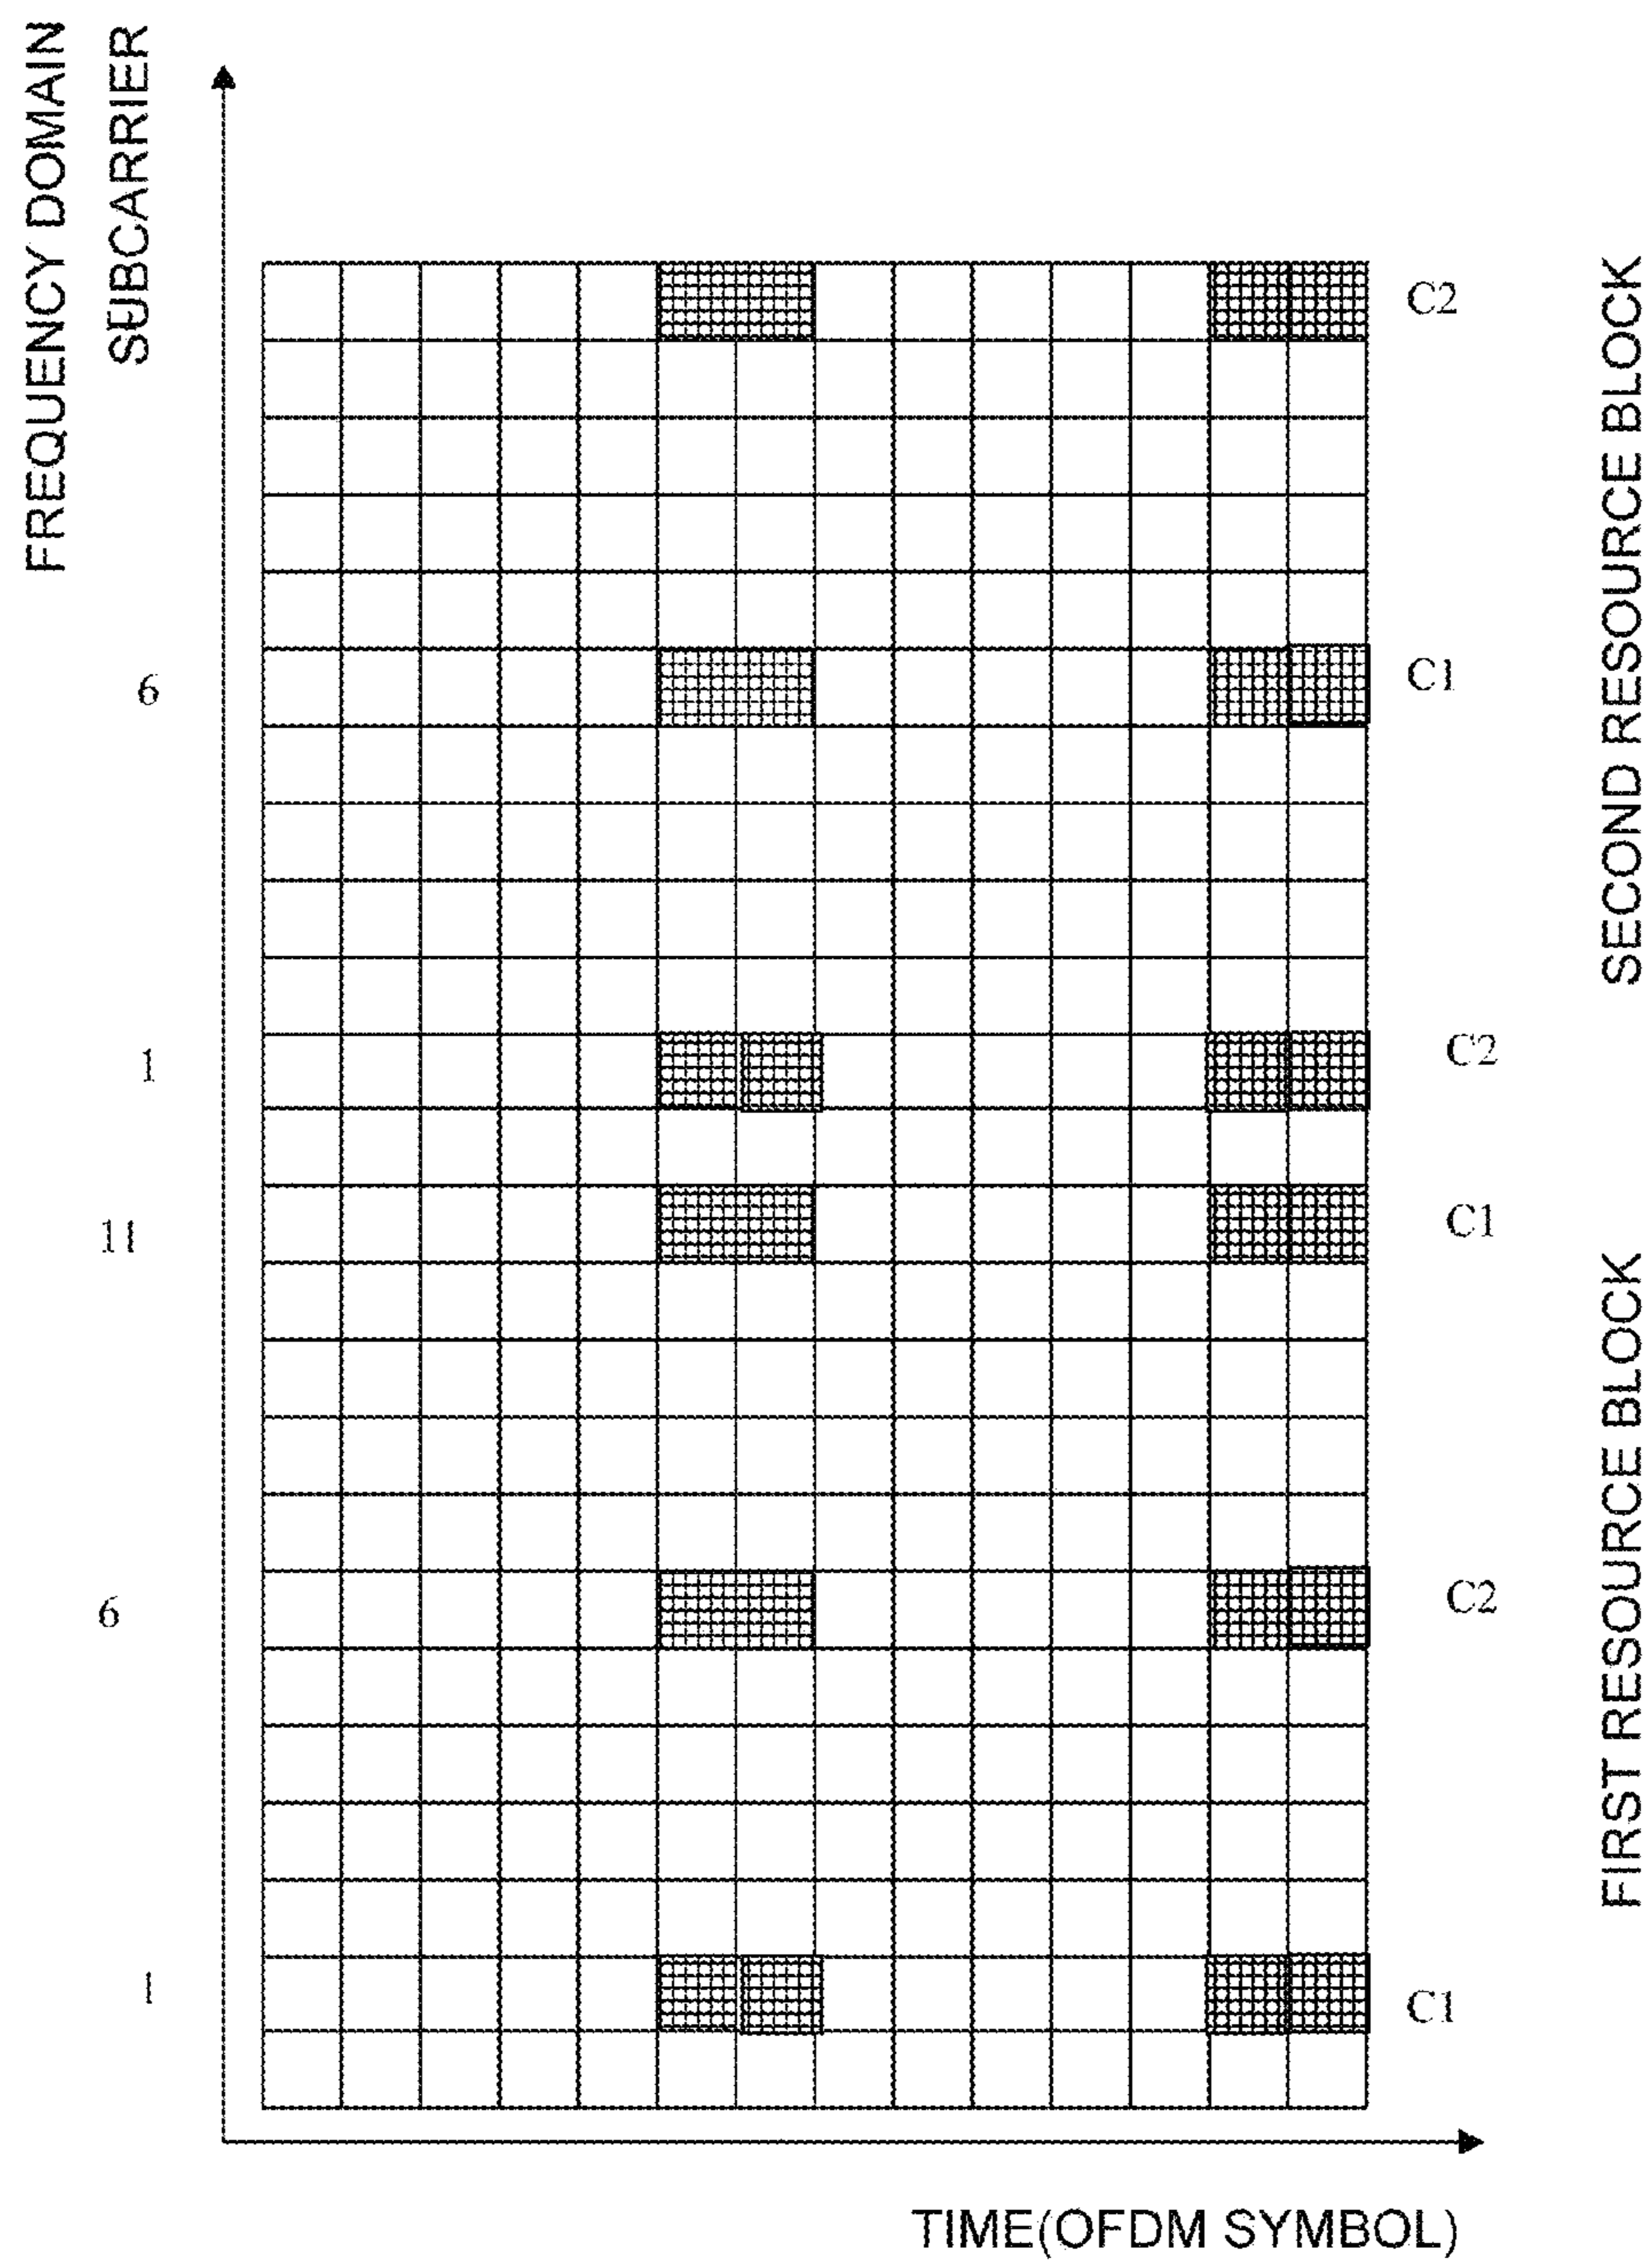 FREQUENCY DOMAIN
SUBCARRIER
C2
6
C1
1
C2
SECOND RESOURCE BLOCK
11
C1
6
C2
1
C1
FIRST RESOURCE BLOCK
TIME(OFDM SYMBOL)